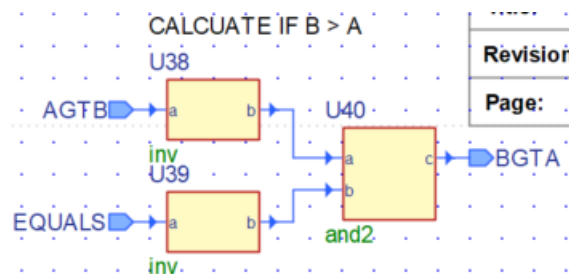 CALCUATE IF B > A
Revision
Page:
U38
AGTB
a
b
inv
U39
EQUALS
a
b
inv
U40
a
b
c
and2
BGTA